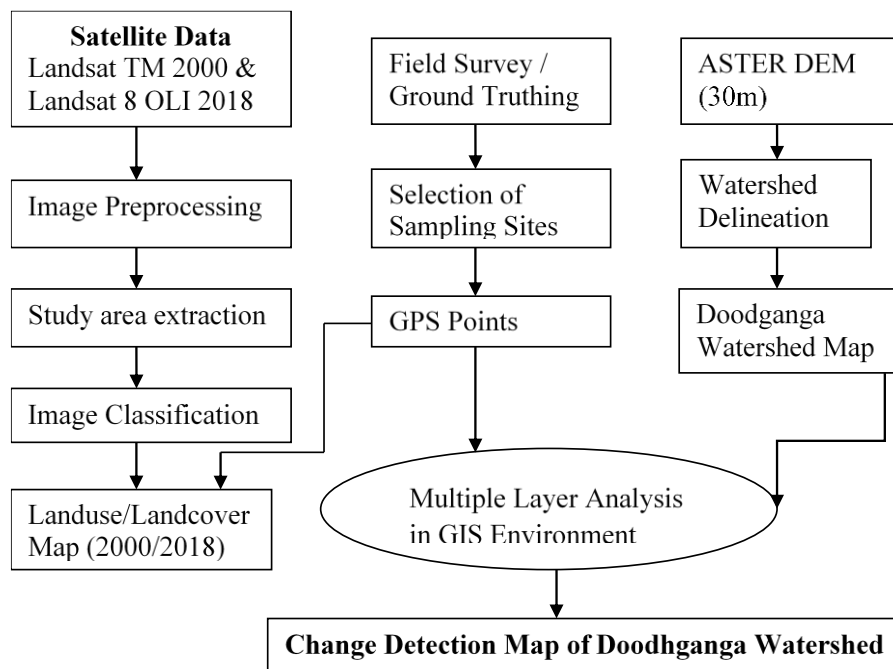 Satellite Data
Landsat TM 2000 &
Landsat 8 OLI 2018
Image Preprocessing
Study area extraction
Image Classification
Landuse/Landcover
Map (2000/2018)
Field Survey /
Ground Truthing
Selection of
Sampling Sites
GPS Points
ASTER DEM
(30m)
Watershed
Delineation
Doodganga
Watershed Map
Multiple Layer Analysis
in GIS Environment
Change Detection Map of Doodhganga Watershed